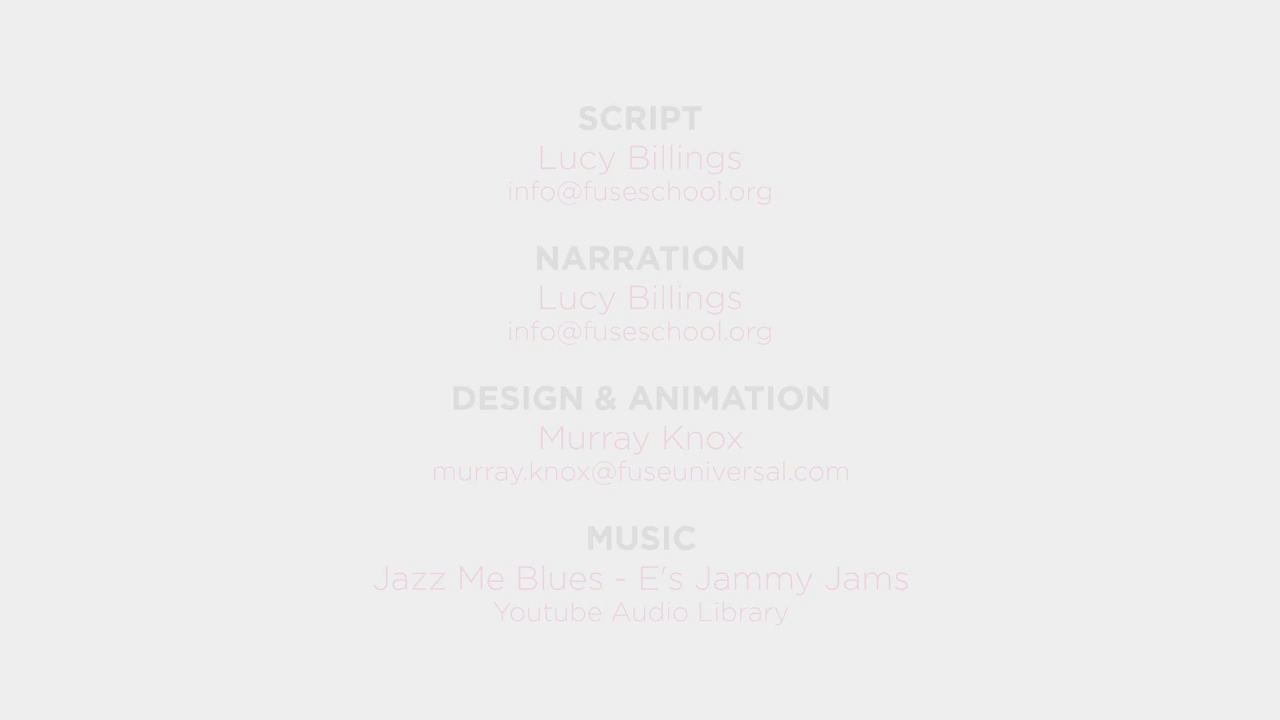 SCRIPT
Lucy Billings
info@fuseschool.org
NARRATION
Lucy Billings
info@fuseschool.org
DESIGN & ANIMATION
Murray Knox
murray.knox@fuseuniversal.com
MUSIC
Jazz Me Blues - E's Jammy Jams
Youtube Audio Library